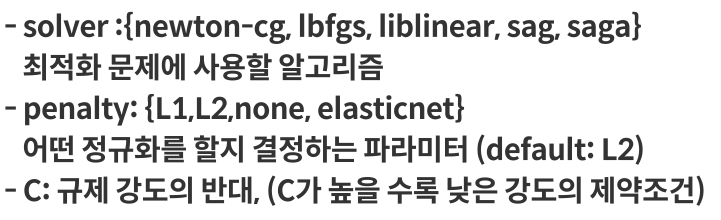 - solver :{newton-cg, lbfgs, liblinear, sag, saga}
최적화 문제에 사용할 알고리즘
- penalty: {L1,L2,none, elasticnet}
어떤 정규화를 할지 결정하는 파라미터 (default: L2)
- C: 규제 강도의 반대, (C가 높을 수록 낮은 강도의 제약조건)